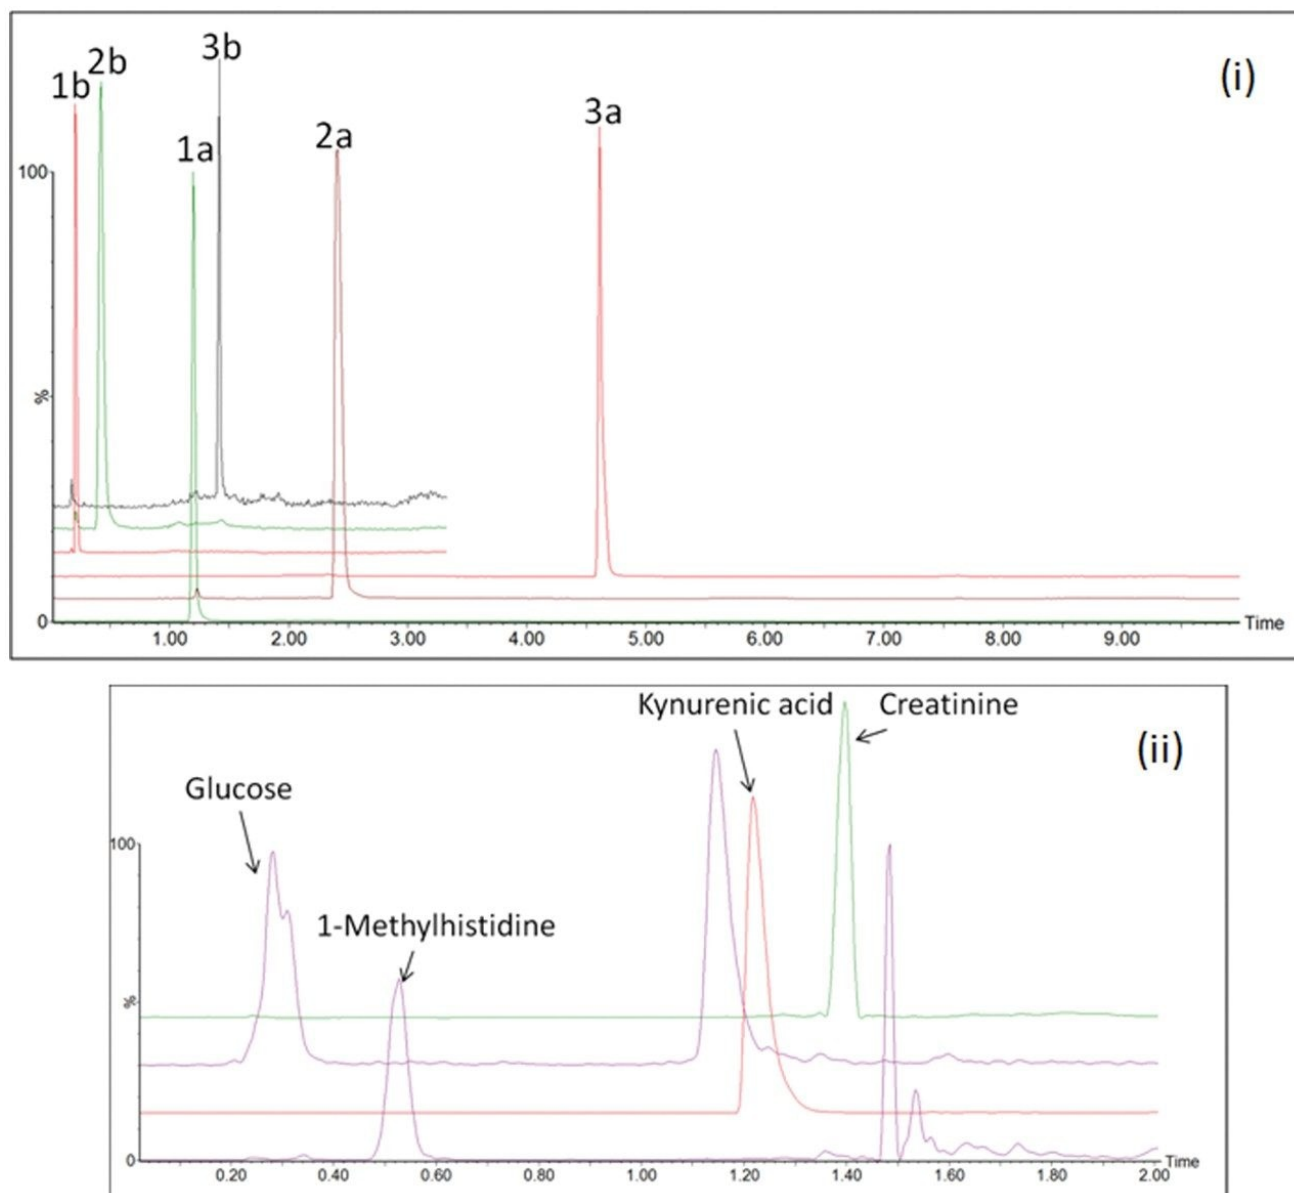 3b
2b
(i)
1b
3a
2a
1a
100
%
0
1.00 2.00 3.00 4.00 5.00 6.00 7.00 8.00 9.00 Time
Kynurenic acid Creatinine
(ii)
Glucose
100
1-Methylhistidine
%
0
0.20 0.40 0.60 0.80 1.00 1.20 1.40 1.60 1.80 2.00 Time